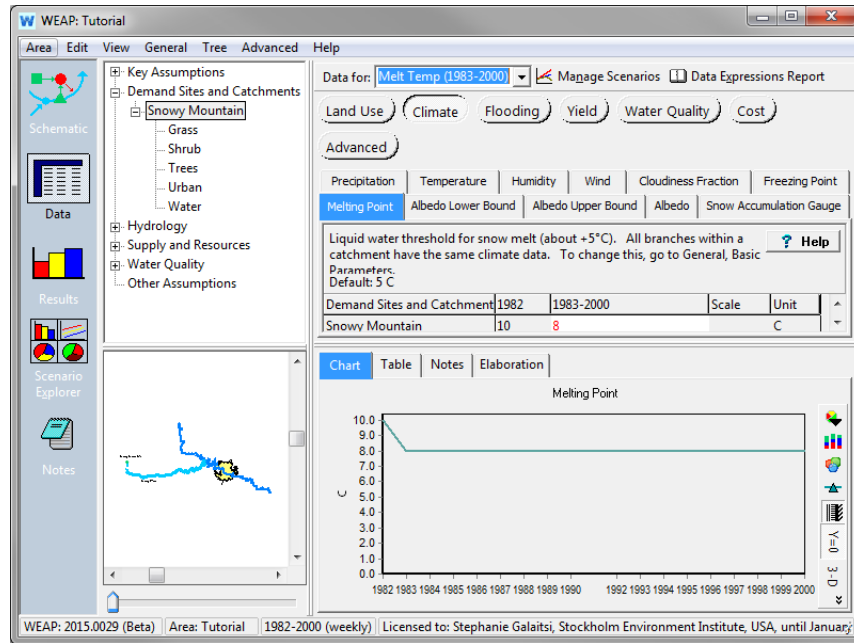 WEAP: Tutorial
Area Edit View General Tree Advanced Help
Schematic
Data
Results
Scenario
Explorer
Notes
Key Assumptions
Demand Sites and Catchments
Snowy Mountain
Grass
Shrub
Trees
Urban
Water
Hydrology
Supply and Resources
Water Quality
Other Assumptions
Data for: Melt Temp (1983-2000) Manage Scenarios Data Expressions Report
Land Use Climate Flooding Yield Water Quality Cost
Advanced
Precipitation Temperature Humidity Wind Cloudiness Fraction Freezing Point
Melting Point Albedo Lower Bound Albedo Upper Bound Albedo Snow Accumulation Gauge
Liquid water threshold for snow melt (about +5°C). All branches within a
catchment have the same climate data. To change this, go to General, Basic
Parameters.
Default: 5 C
? Help
Demand Sites and Catchment 1982 1983-2000 Scale Unit
Snowy Mountain 10 8 C
Chart Table Notes Elaboration
Melting Point
C
10.0
9.0
8.0
7.0
6.0
5.0
4.0
3.0
2.0
1.0
0.0
1982 1983 1984 1985 1986 1987 1988 1989 1990 1992 1993 1994 1995 1996 1997 1998 1999 2000
Y=0
3-D
WEAP: 2015.0029 (Beta) Area: Tutorial 1982-2000 (weekly) Licensed to: Stephanie Galaitsi, Stockholm Environment Institute, USA, until January